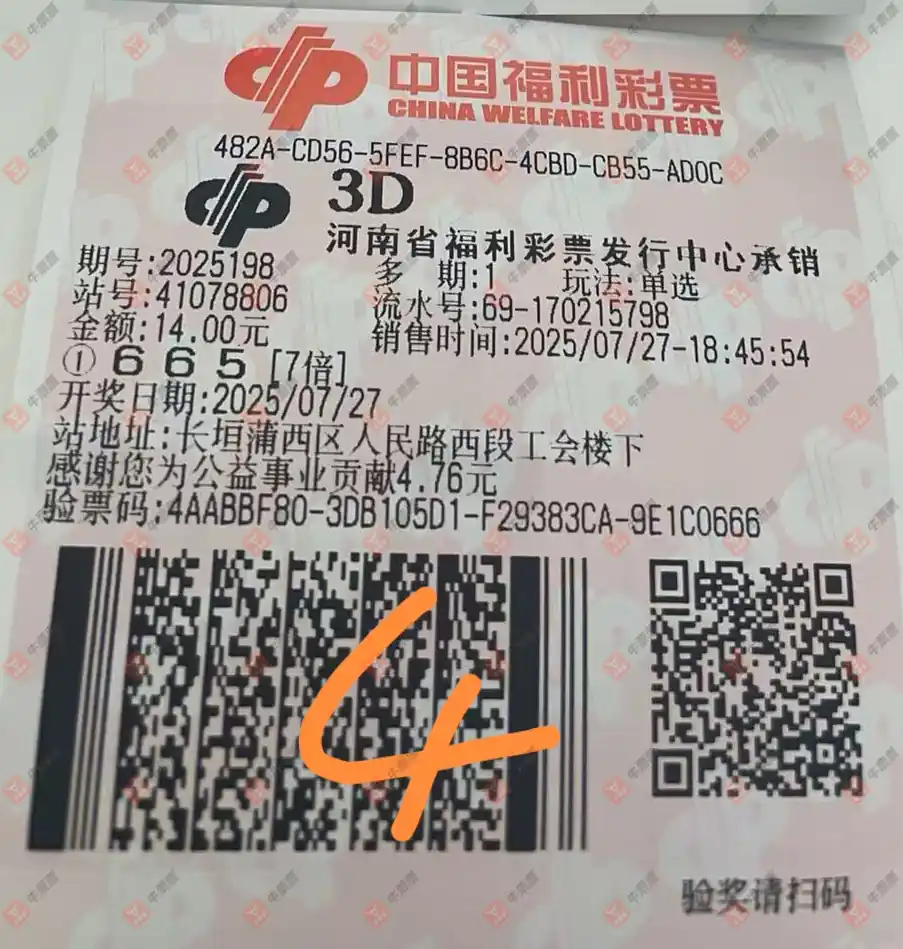 中国福利彩票
CHINA WELFARE LOTTERY
482A-CD56-5FEF-8B6C-4CBD-CB55-AD0C
3D
河南省福利彩票发行中心承销
期号:2025198 多 期:1 玩法:单选
站号:41078806 流水号:69-170215798
金额:14.00元 销售时间:2025/07/27-18:45:54
① 6 6 5 [7倍]
开奖日期:2025/07/27
站地址:长垣蒲西区人民路西段工会楼下
感谢您为公益事业贡献4.76元
验票码:4AABBF80-3DB105D1-F29383CA-9E1C0666
4
验奖请扫码
牛票票